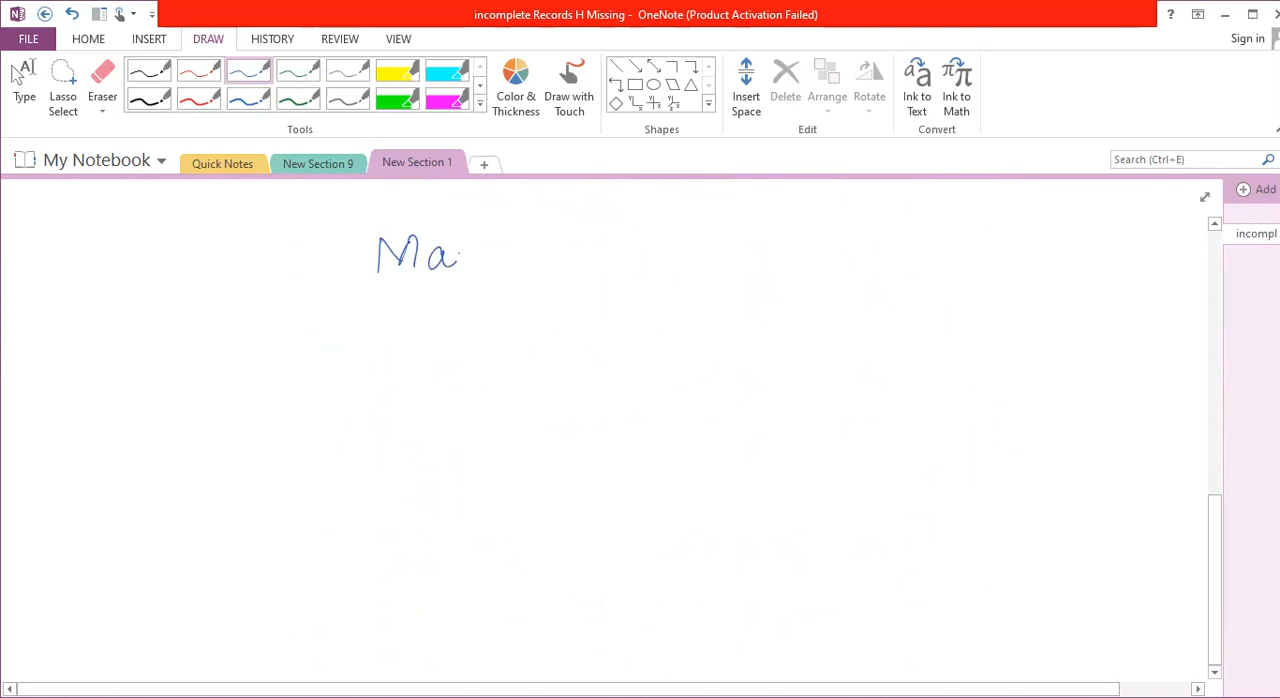 incomplete Records H Missing - OneNote (Product Activation Failed)
?
FILE HOME INSERT DRAW HISTORY REVIEW VIEW
Sign in
Type Lasso Select Eraser
Color & Thickness Draw with Touch
Insert Space Delete Arrange Rotate
Ink to Text Ink to Math
Tools Shapes Edit Convert
My Notebook Quick Notes New Section 9 New Section 1 +
Search (Ctrl+E)
Add
incompl
Ma